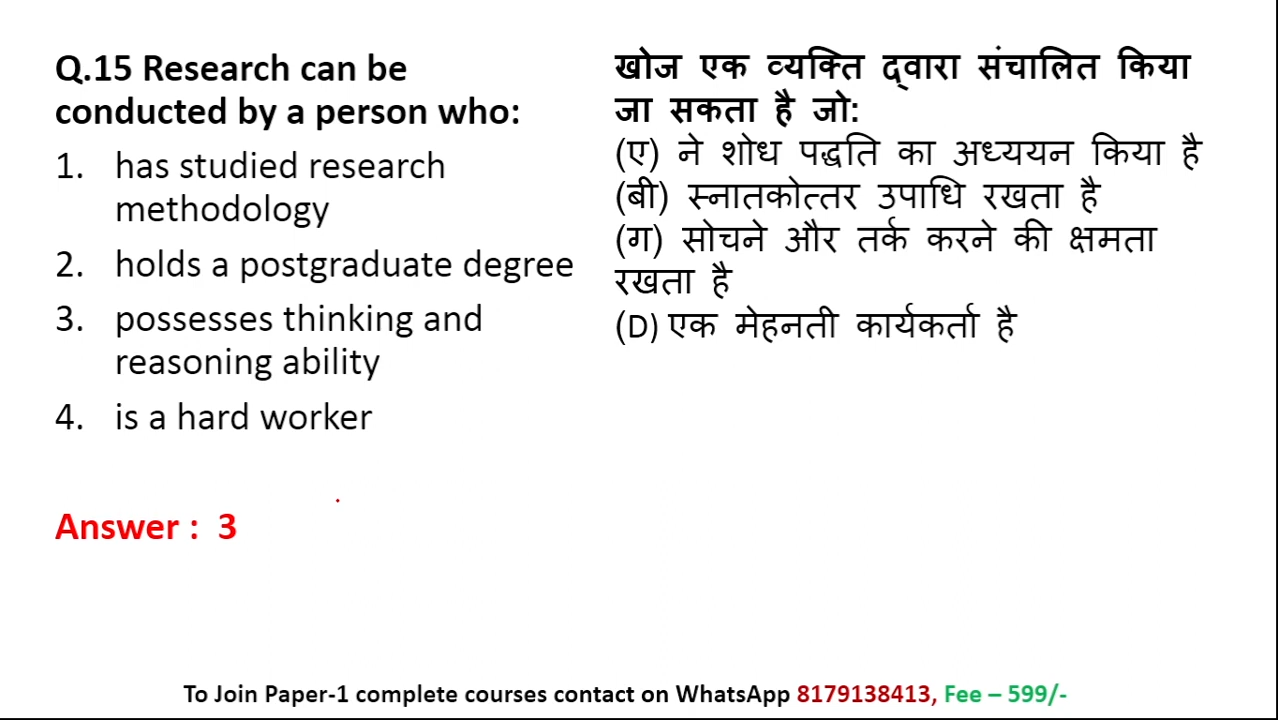 Q.15 Research can be
conducted by a person who:
1. has studied research
methodology
2. holds a postgraduate degree
3. possesses thinking and
reasoning ability
4. is a hard worker
Answer : 3
खोज एक व्यक्ति द्वारा संचालित किया
जा सकता है जो:
(ए) ने शोध पद्धति का अध्ययन किया है
(बी) स्नातकोत्तर उपाधि रखता है
(ग) सोचने और तर्क करने की क्षमता
रखता है
(D) एक मेहनती कार्यकर्ता है
To Join Paper-1 complete courses contact on WhatsApp 8179138413, Fee – 599/-